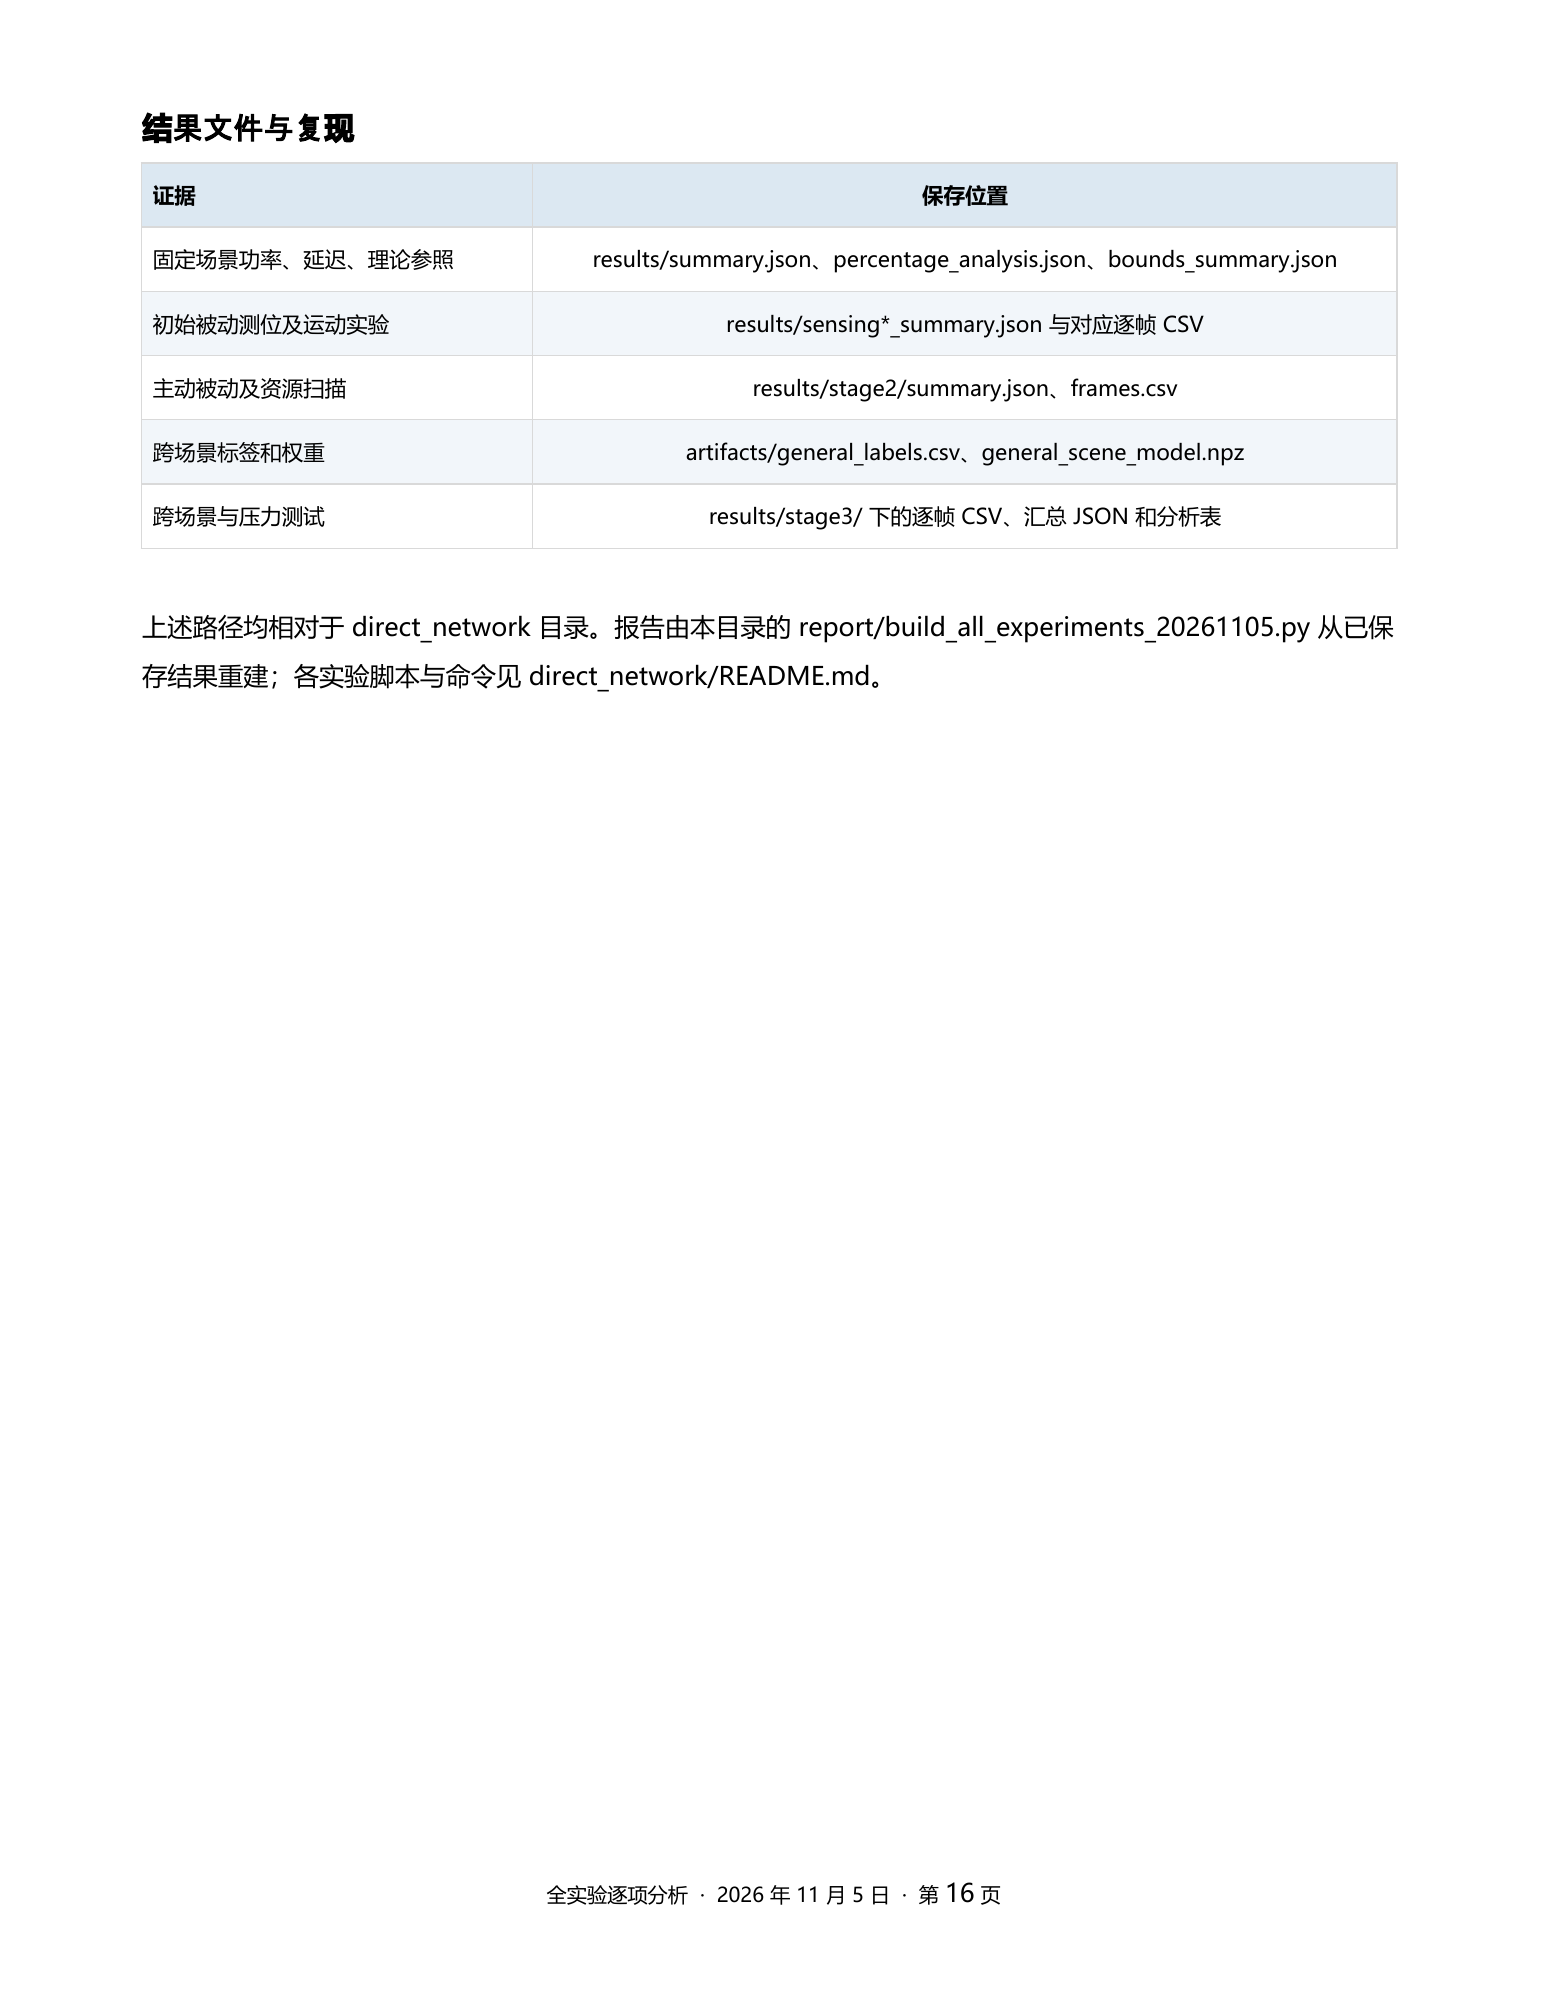 结果文件与复现
证据 保存位置
固定场景功率、延迟、理论参照 results/summary.json、percentage_analysis.json、bounds_summary.json
初始被动测位及运动实验 results/sensing*_summary.json 与对应逐帧 CSV
主动被动及资源扫描 results/stage2/summary.json、frames.csv
跨场景标签和权重 artifacts/general_labels.csv、general_scene_model.npz
跨场景与压力测试 results/stage3/ 下的逐帧 CSV、汇总 JSON 和分析表
上述路径均相对于 direct_network 目录。报告由本目录的 report/build_all_experiments_20261105.py 从已保
存结果重建；各实验脚本与命令见 direct_network/README.md。
全实验逐项分析 · 2026 年 11 月 5 日 · 第 16 页